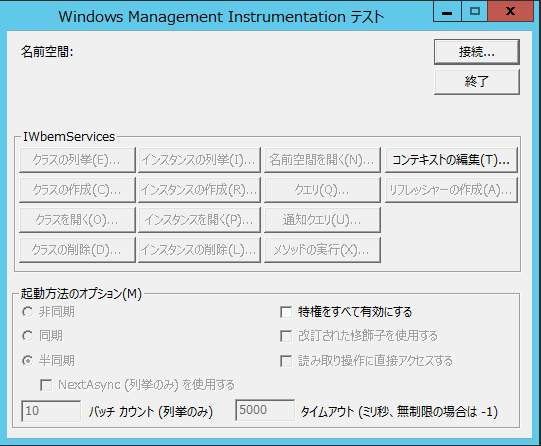 Windows Management Instrumentation テスト
名前空間:
接続...
終了
IWbemServices
クラスの列挙(E)... インスタンスの列挙(I)... 名前空間を開く(N)... コンテキストの編集(T)...
クラスの作成(C)... インスタンスの作成(R)... クエリ(Q)... リフレッシャーの作成(A)...
クラスを開く(O)... インスタンスを開く(P)... 通知クエリ(U)...
クラスの削除(D)... インスタンスの削除(L)... メソッドの実行(X)...
起動方法のオプション(M)
非同期 特権をすべて有効にする
同期 改訂された修飾子を使用する
半同期 読み取り操作に直接アクセスする
NextAsync (列挙のみ) を使用する
10 バッチ カウント (列挙のみ) 5000 タイムアウト (ミリ秒、無制限の場合は -1)